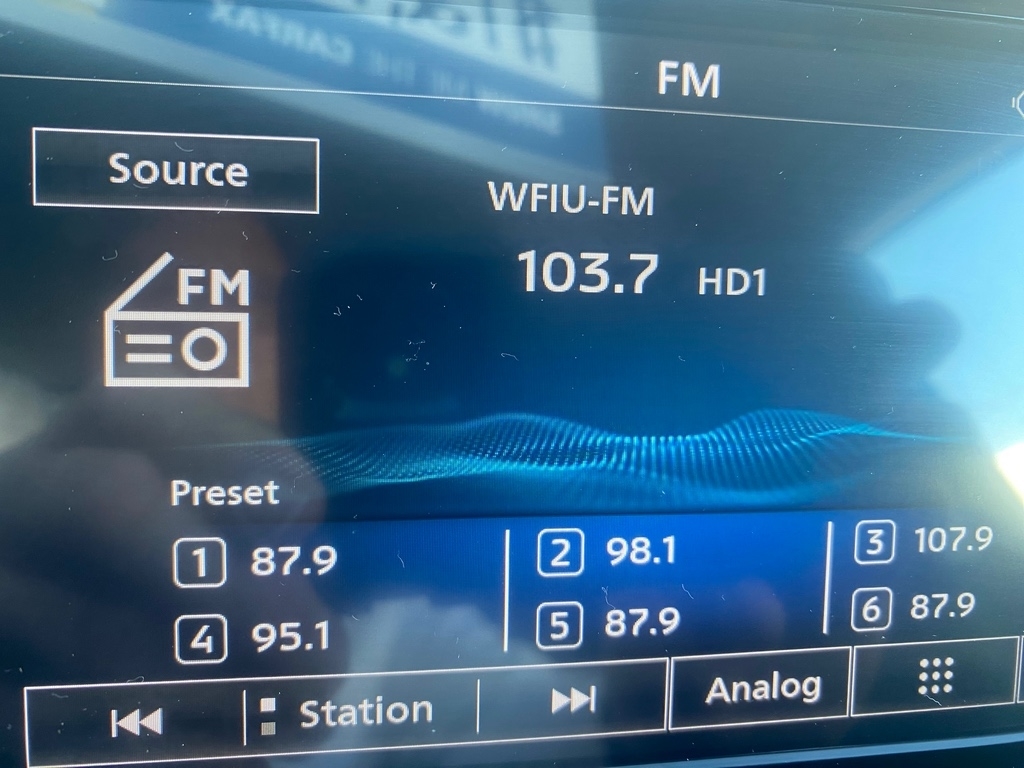 FM
Source
WFIU-FM
103.7 HD1
FM
Preset
1 87.9 2 98.1 3 107.9
4 95.1 5 87.9 6 87.9
Station Analog